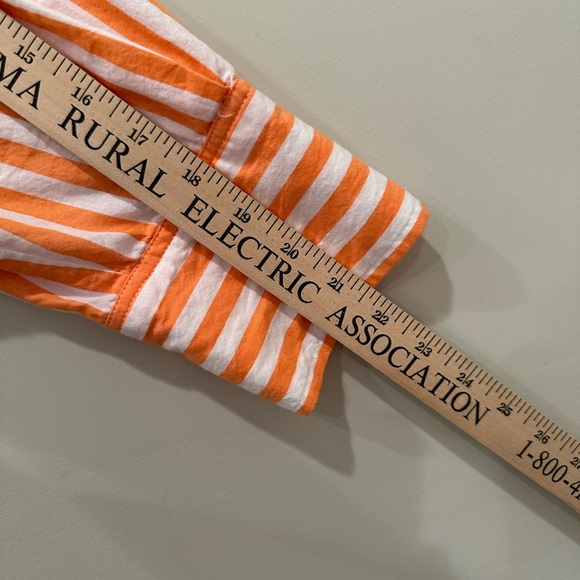 15 16 17 18 19 20 21 22 23 24 25 26
MA RURAL ELECTRIC ASSOCIATION 1-800-4